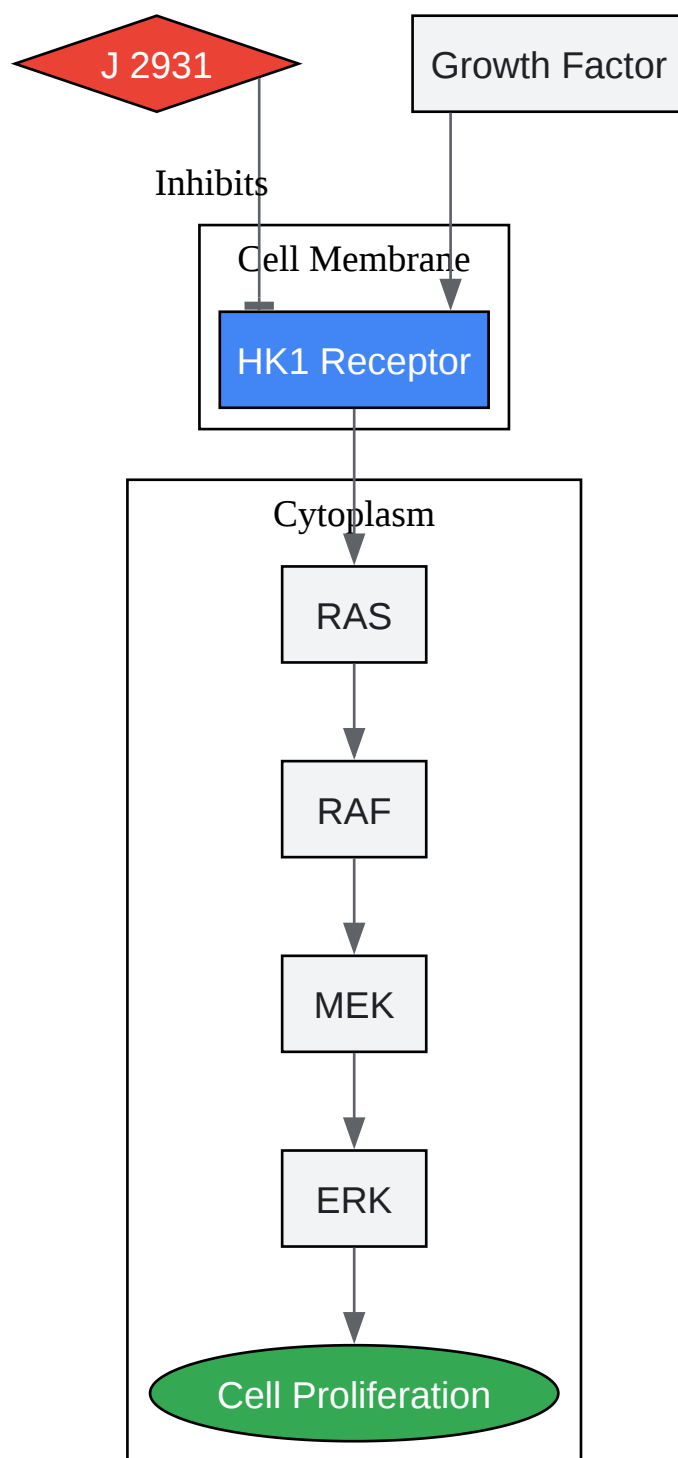 J 2931
Growth Factor
Inhibits
Cell Membrane
HK1 Receptor
Cytoplasm
RAS
RAF
MEK
ERK
Cell Proliferation